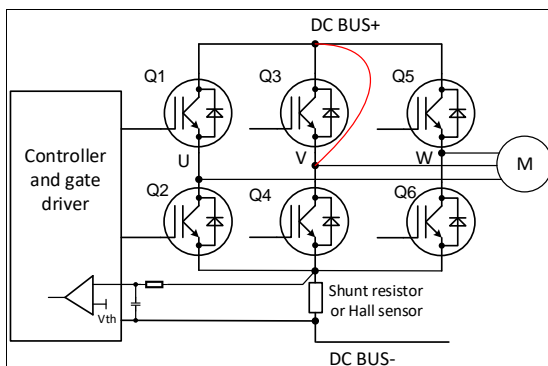 DC BUS+
Q1
Q3
Q5
Controller
and gate
driver
U
V
W
M
Q2
Q4
Q6
Vth
Shunt resistor
or Hall sensor
DC BUS-